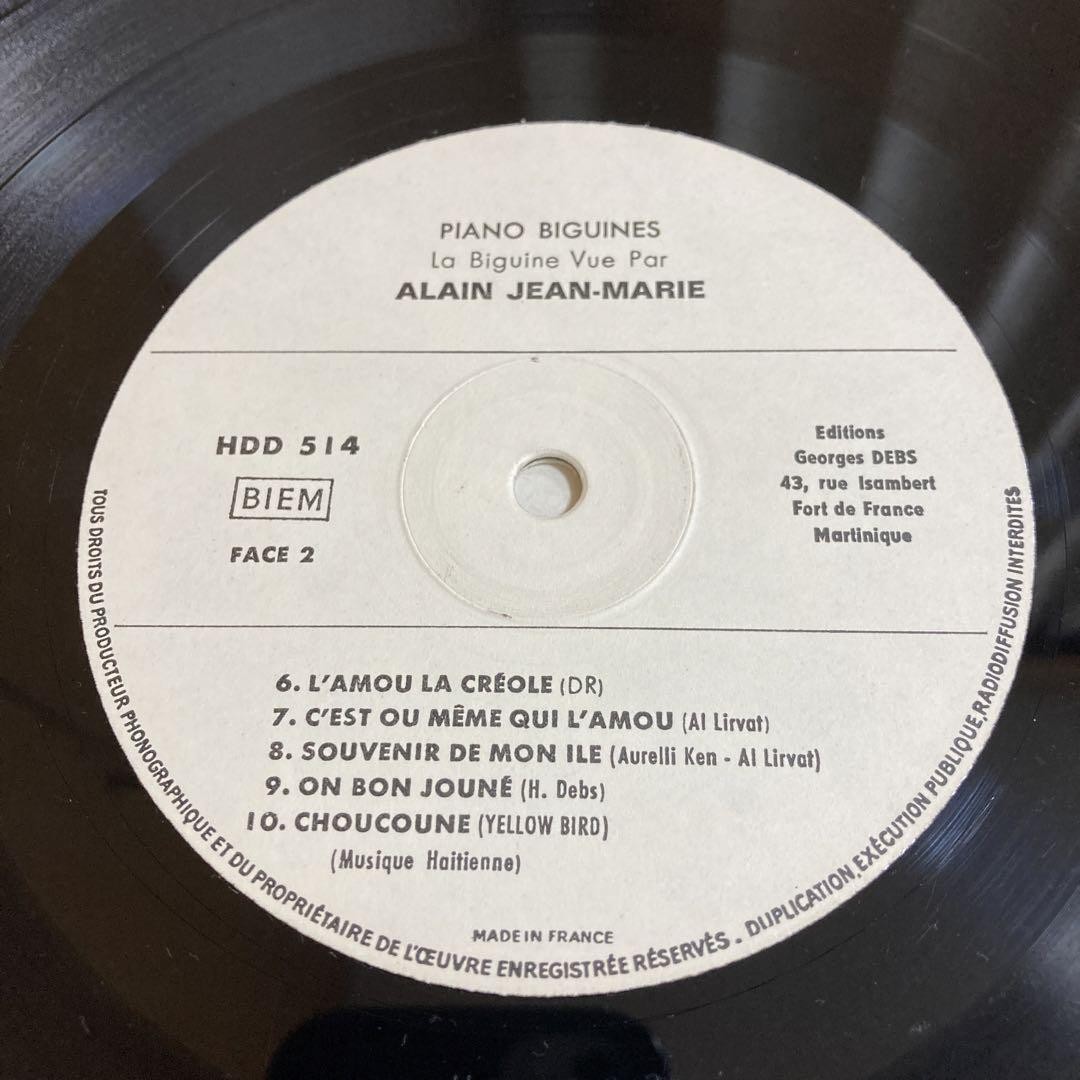 PIANO BIGUINES
La Biguine Vue Par
ALAIN JEAN-MARIE
HDD 514
BIEM
FACE 2
Editions
Georges DEBS
43, rue Isambert
Fort de France
Martinique
6. L'AMOU LA CRÉOLE (DR)
7. C'EST OU MÊME QUI L'AMOU (Al Lirvat)
8. SOUVENIR DE MON ILE (Aurelli Ken - Al Lirvat)
9. ON BON JOUNÉ (H. Debs)
10. CHOUCOUNE (YELLOW BIRD)
(Musique Haitienne)
MADE IN FRANCE
TOUS DROITS DU PRODUCTEUR PHONOGRAPHIQUE ET DU PROPRIÉTAIRE DE L'ŒUVRE ENREGISTRÉE RÉSERVÉS. DUPLICATION, EXÉCUTION PUBLIQUE, RADIODIFFUSION INTERDITES